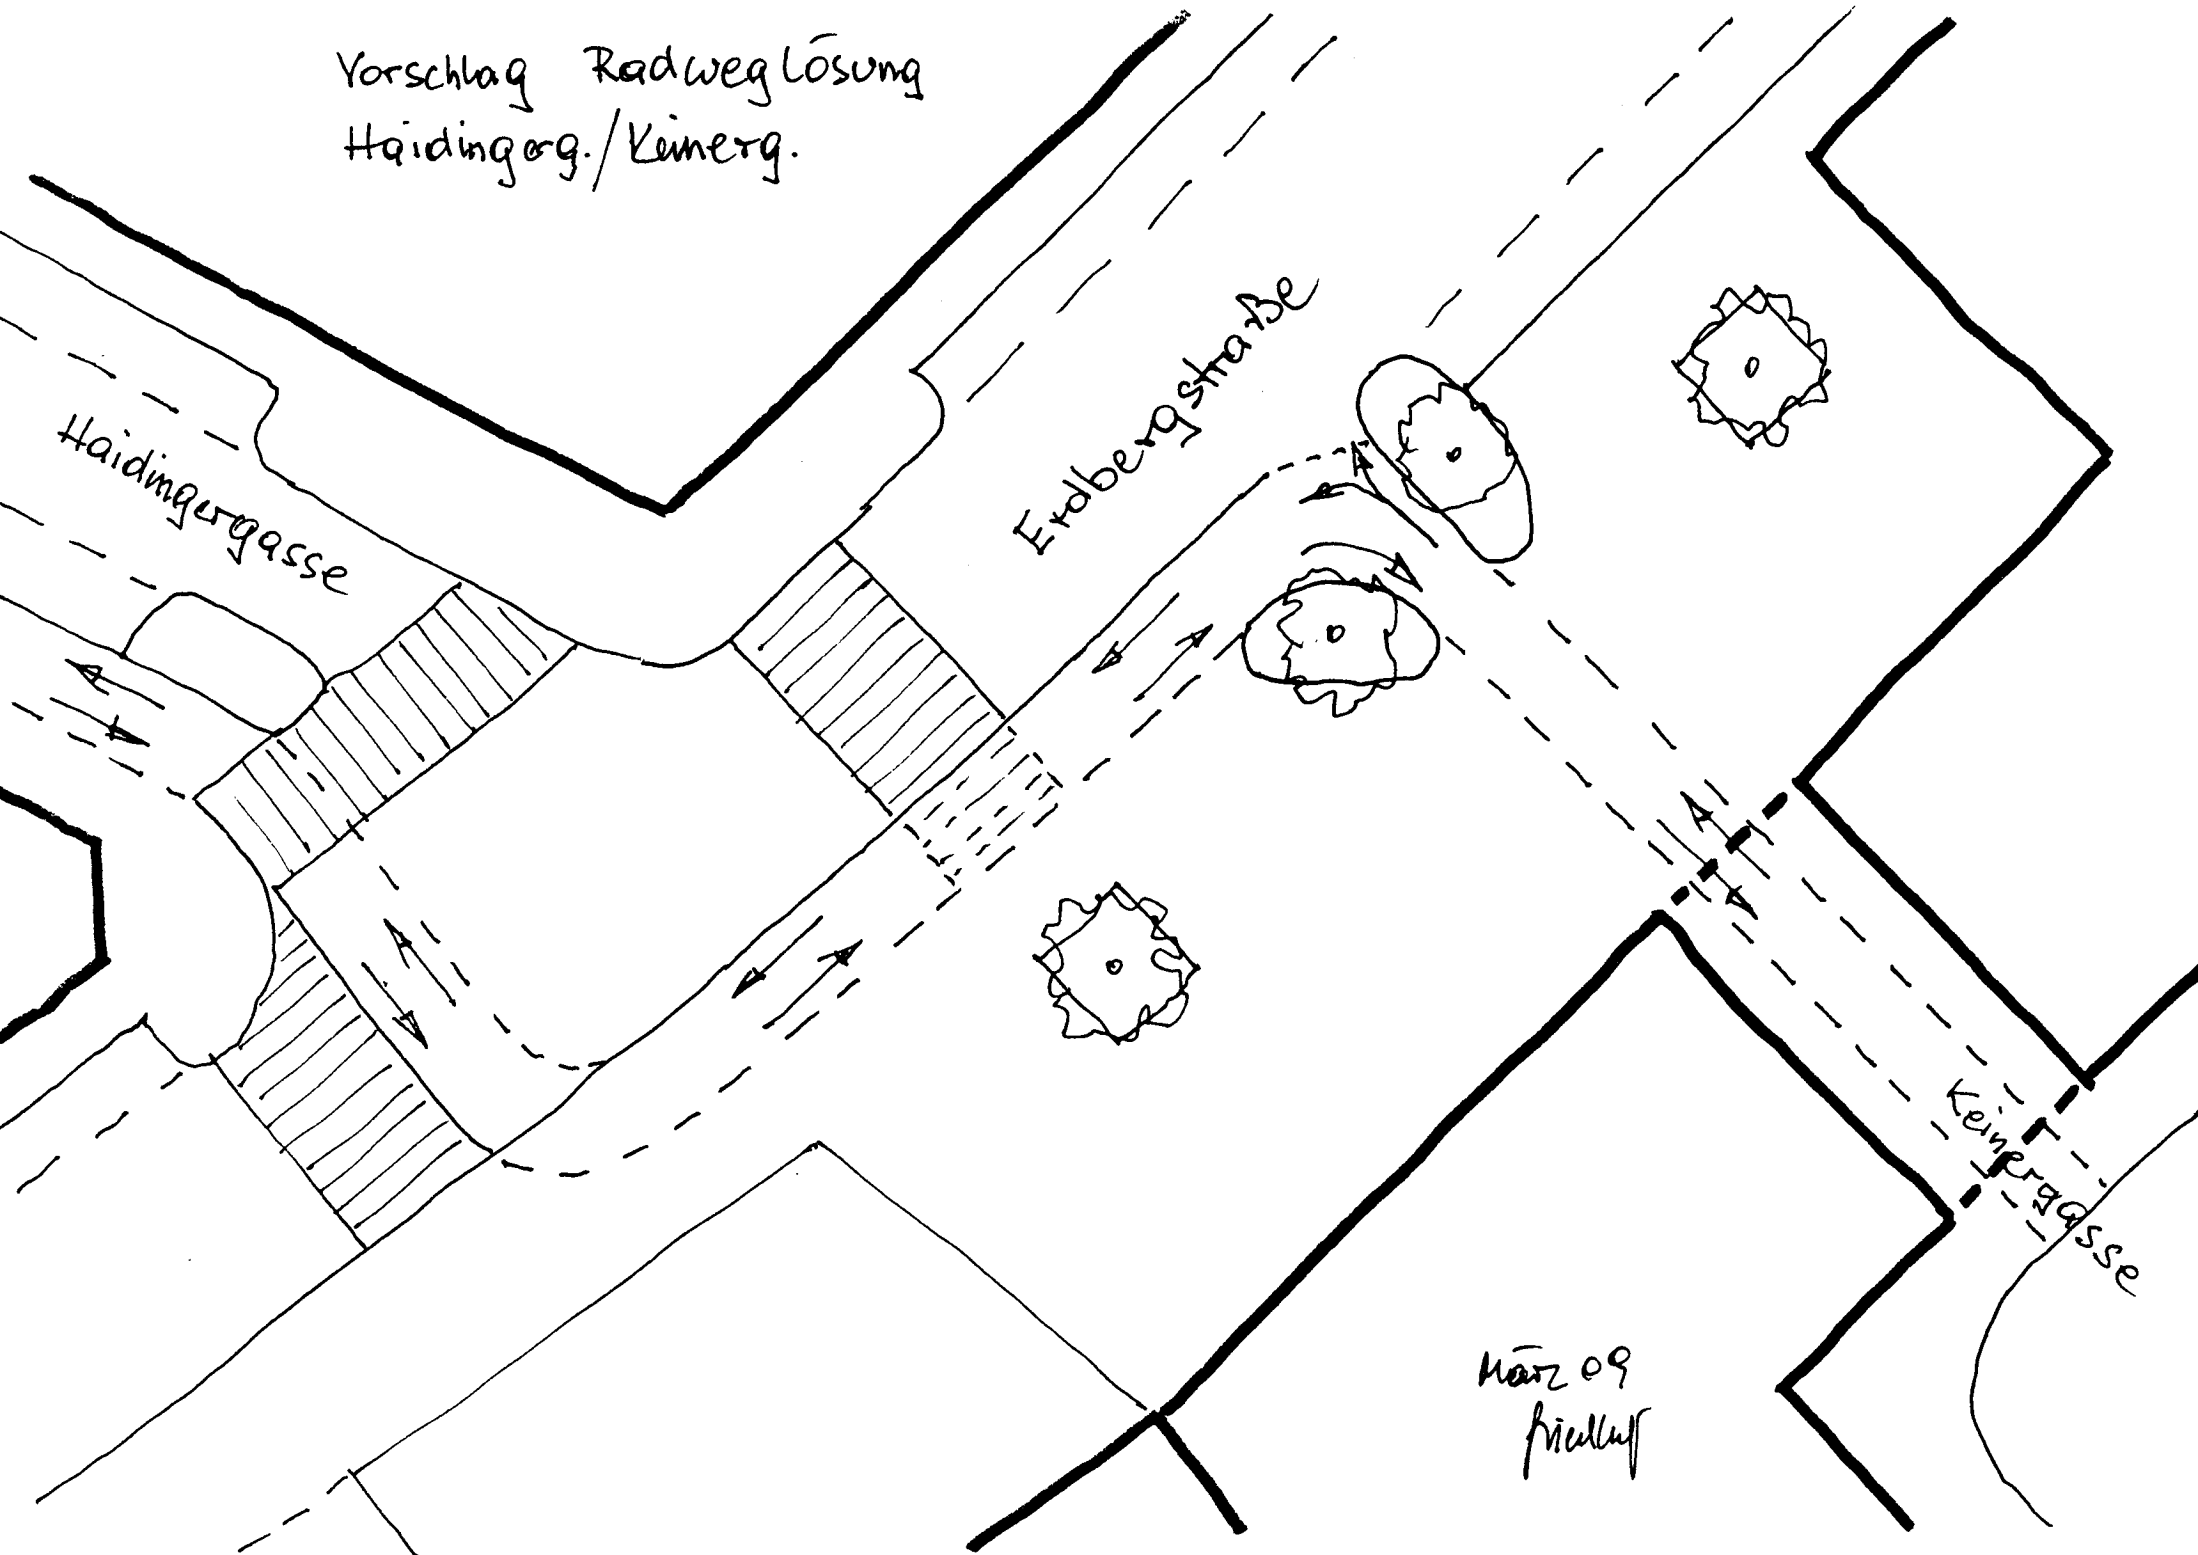 Vorschlag Radweglösung
Haidingerg./Keinerg.
Erdbergstraße
Haidingergasse
Keinergasse
März 09